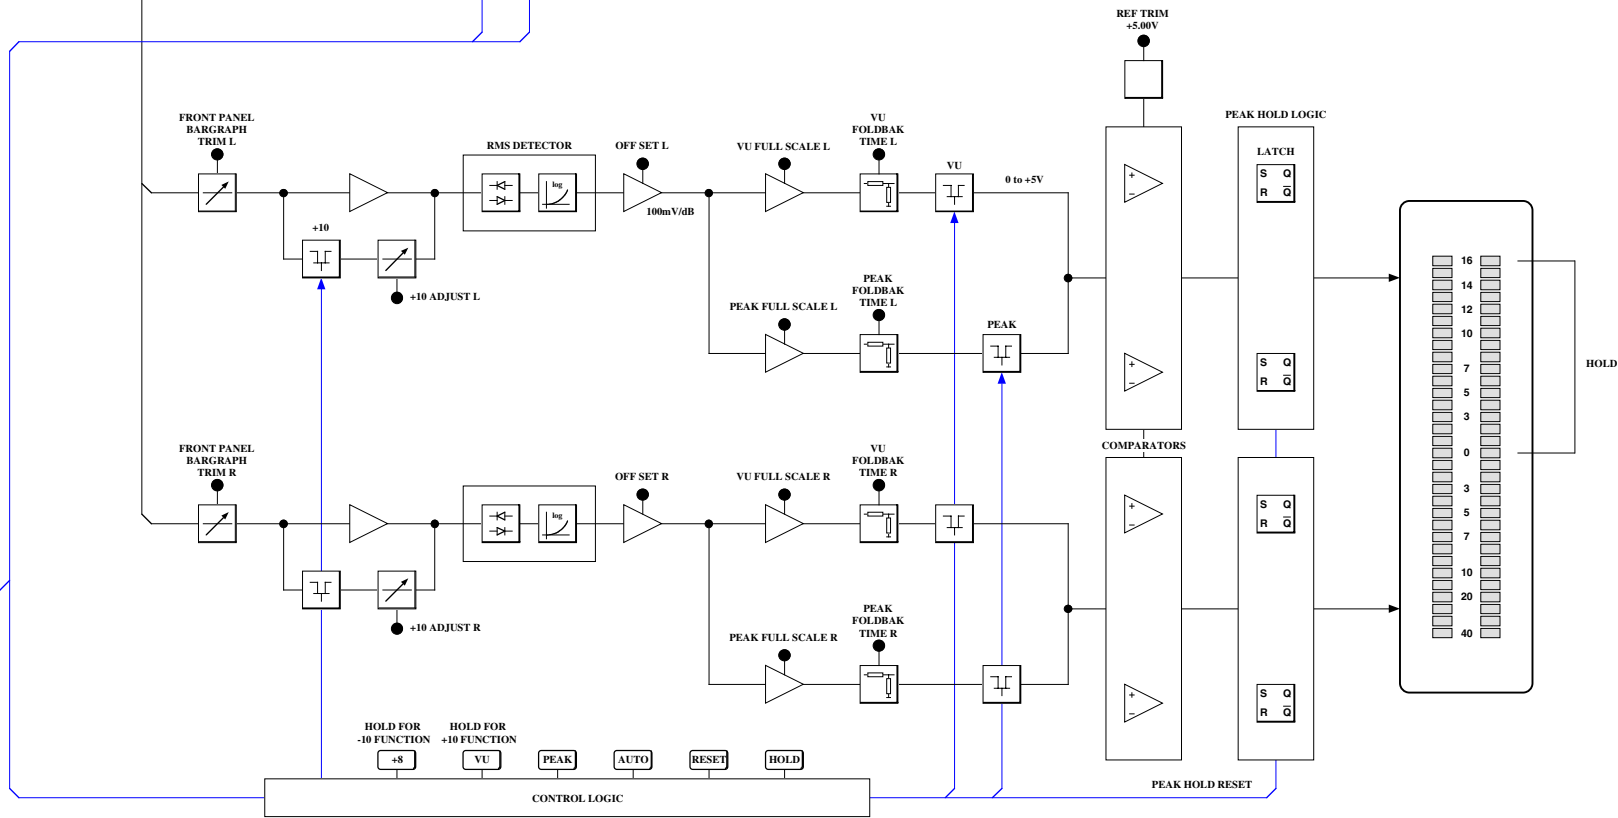 REF TRIM
+5.00V
FRONT PANEL
BARGRAPH
TRIM L
RMS DETECTOR
log
OFF SET L
100mV/dB
VU FULL SCALE L
VU
FOLDBAK
TIME L
VU
0 to +5V
PEAK HOLD LOGIC
LATCH
S Q
R Q̅
+
−
+10
+10 ADJUST L
PEAK FULL SCALE L
PEAK
FOLDBAK
TIME L
PEAK
+
−
S Q
R Q̅
COMPARATORS
16
14
12
10
7
5
3
0
3
5
7
10
20
40
HOLD
FRONT PANEL
BARGRAPH
TRIM R
log
OFF SET R
VU FULL SCALE R
VU
FOLDBAK
TIME R
+
−
S Q
R Q̅
+10 ADJUST R
PEAK FULL SCALE R
PEAK
FOLDBAK
TIME R
+
−
S Q
R Q̅
HOLD FOR
-10 FUNCTION
HOLD FOR
+10 FUNCTION
+8 VU PEAK AUTO RESET HOLD
CONTROL LOGIC
PEAK HOLD RESET